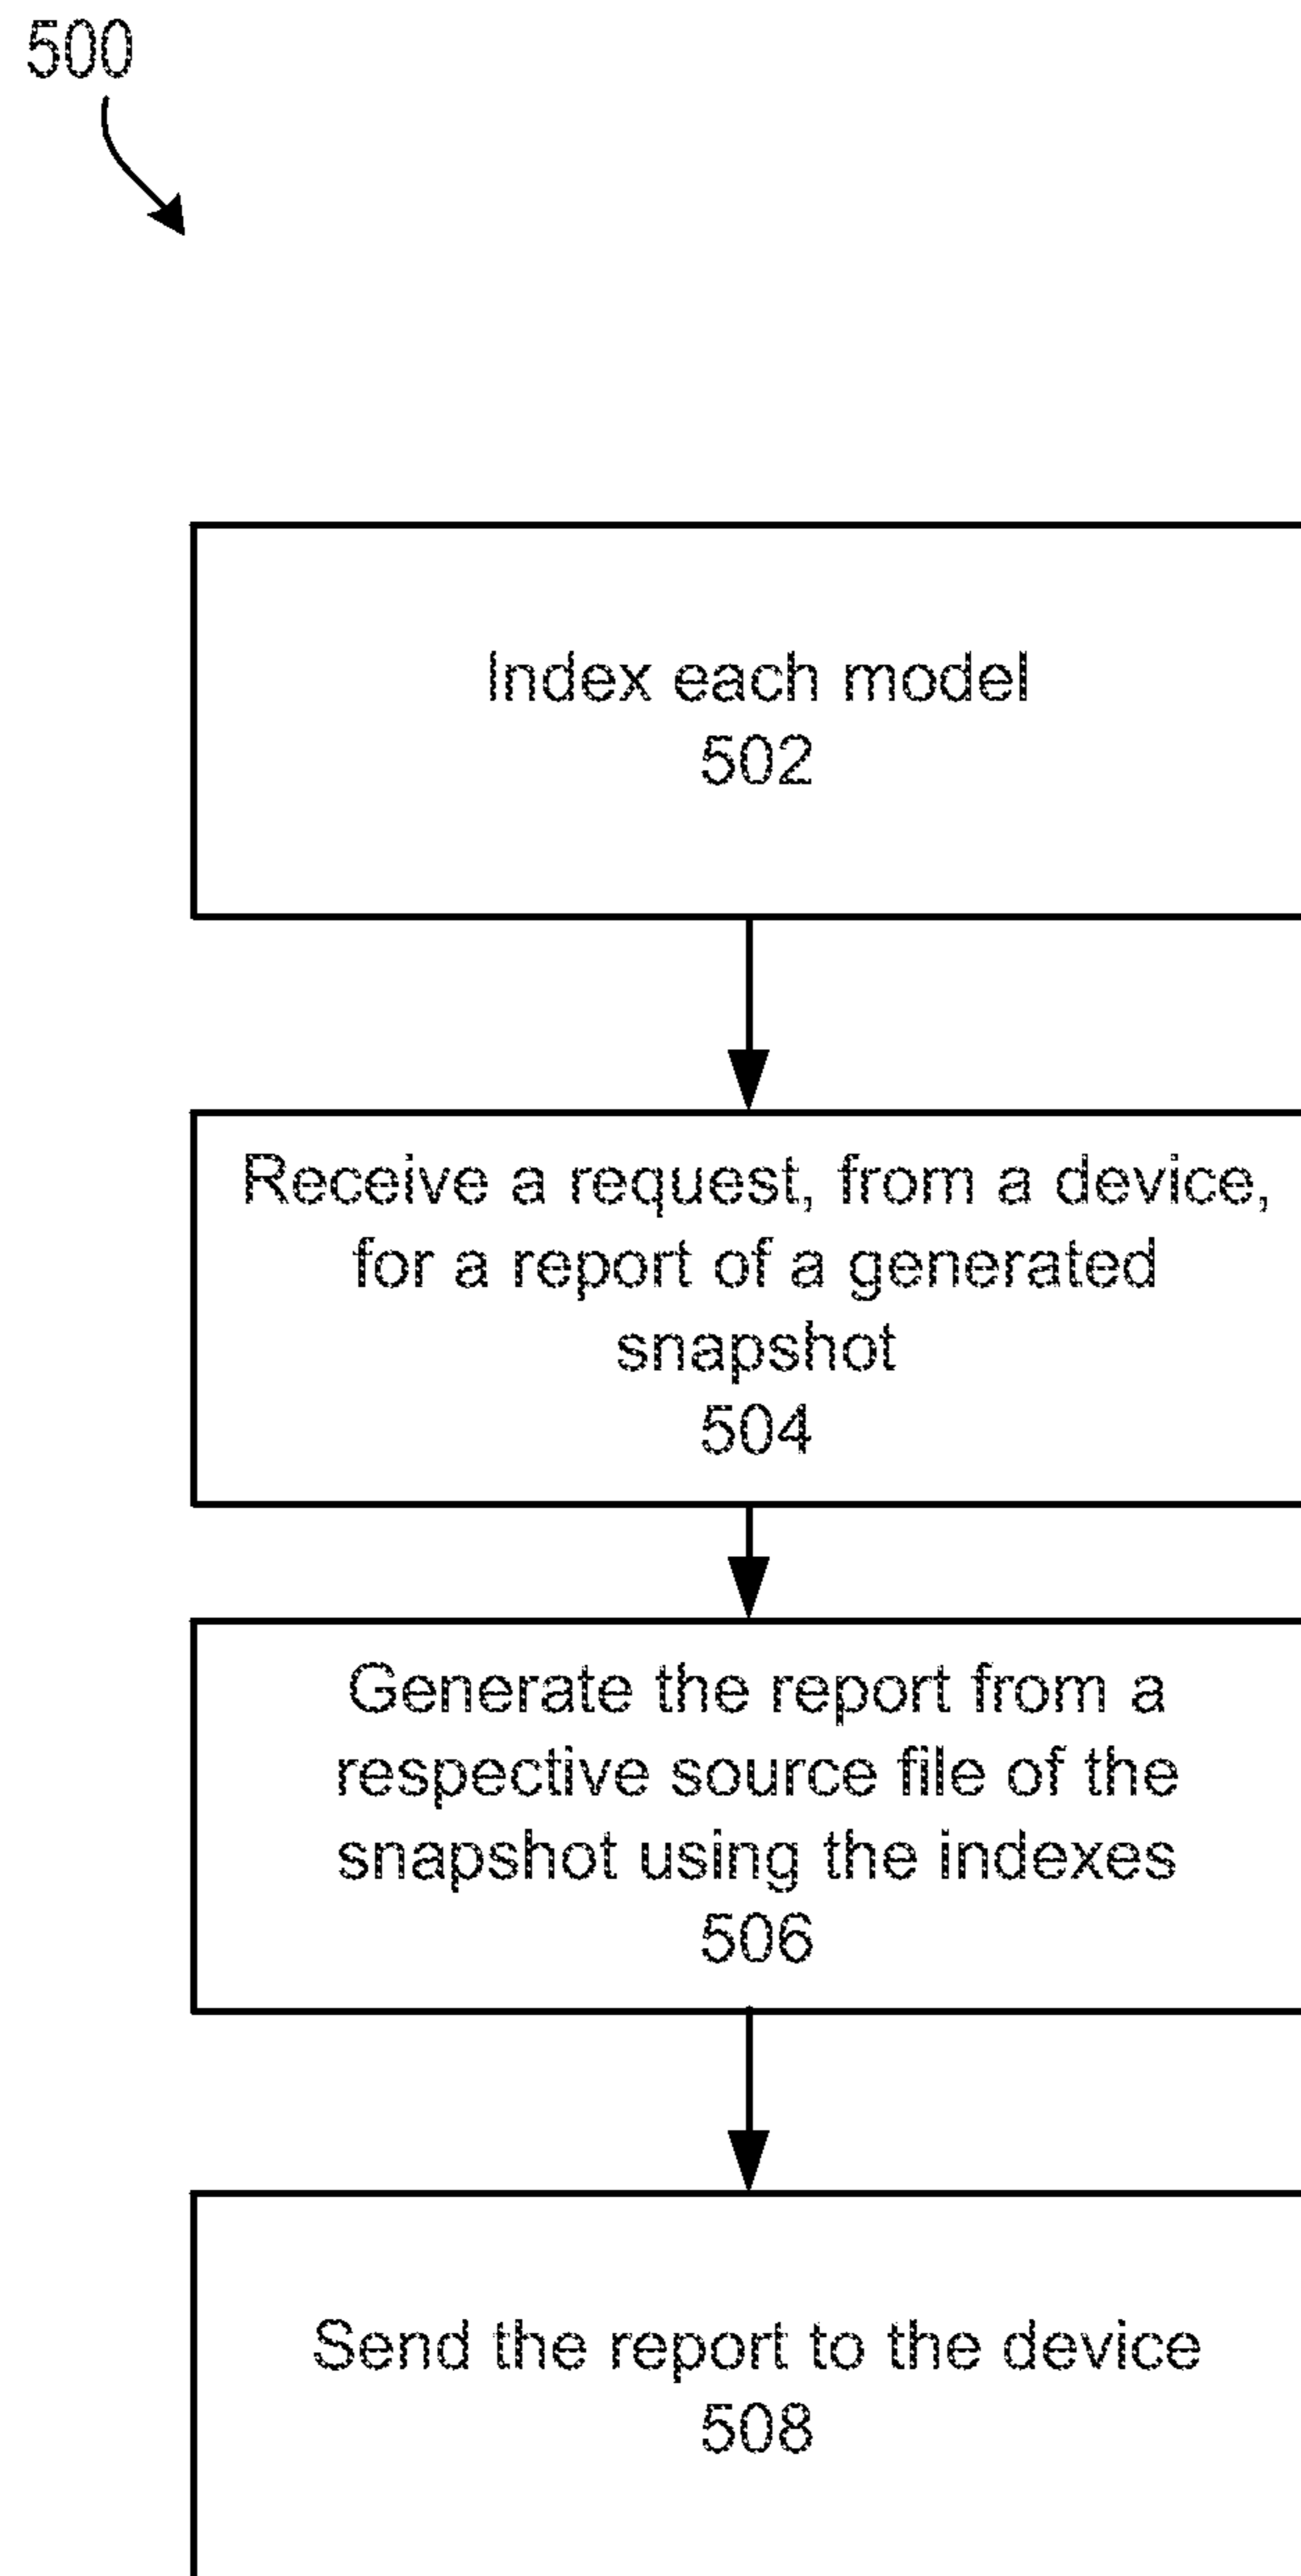 500
Index each model
502
Receive a request, from a device,
for a report of a generated
snapshot
504
Generate the report from a
respective source file of the
snapshot using the indexes
506
Send the report to the device
508